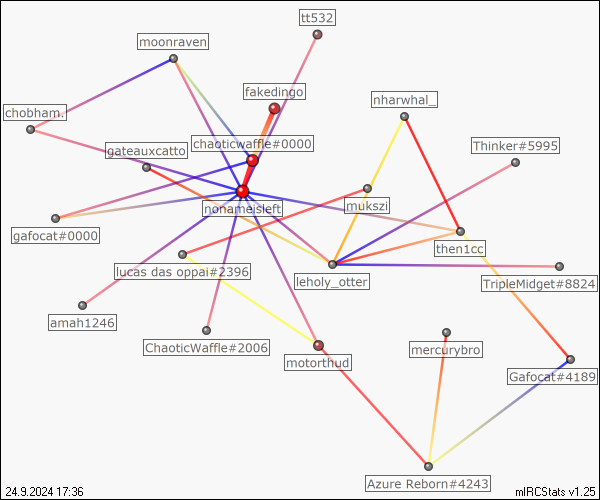 tt532
moonraven
fakedingo
nharwhal_
chobham.
chaoticwaffle#0000
Thinker#5995
gateauxcatto
mukszi
nonameisleft
gafocat#0000
then1cc
lucas das oppai#2396
leholy_otter
TripleMidget#8824
amah1246
ChaoticWaffle#2006
mercurybro
motorthud
Gafocat#4189
Azure Reborn#4243
24.9.2024 17:36
mIRCStats v1.25